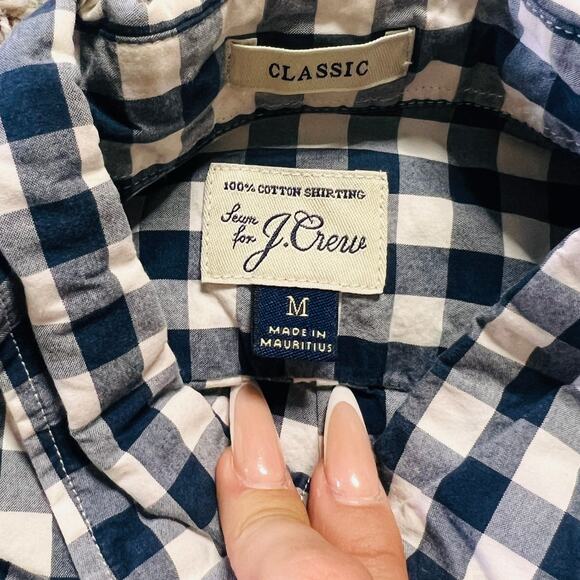 CLASSIC
100% COTTON SHIRTING
Sewn
for J.Crew
M
MADE IN
MAURITIUS